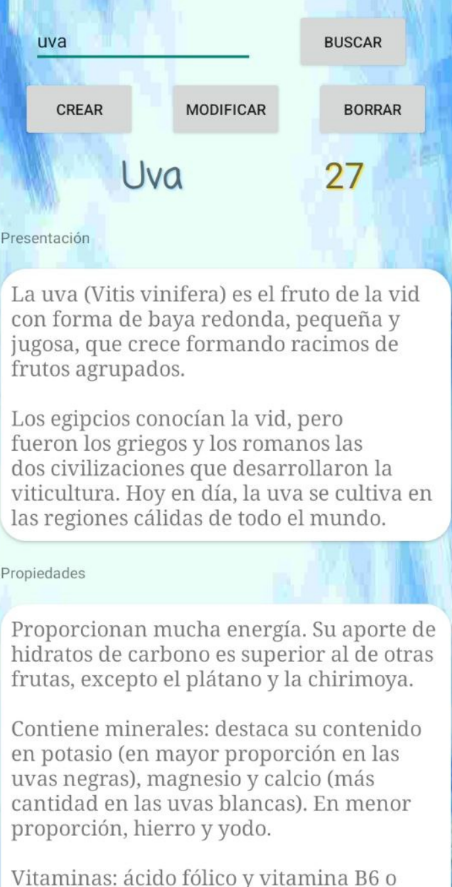 uva
BUSCAR
CREAR
MODIFICAR
BORRAR
Uva
27
Presentación
La uva (Vitis vinifera) es el fruto de la vid
con forma de baya redonda, pequeña y
jugosa, que crece formando racimos de
frutos agrupados.
Los egipcios conocían la vid, pero
fueron los griegos y los romanos las
dos civilizaciones que desarrollaron la
viticultura. Hoy en día, la uva se cultiva en
las regiones cálidas de todo el mundo.
Propiedades
Proporcionan mucha energía. Su aporte de
hidratos de carbono es superior al de otras
frutas, excepto el plátano y la chirimoya.
Contiene minerales: destaca su contenido
en potasio (en mayor proporción en las
uvas negras), magnesio y calcio (más
cantidad en las uvas blancas). En menor
proporción, hierro y yodo.
Vitaminas: ácido fólico y vitamina B6 o